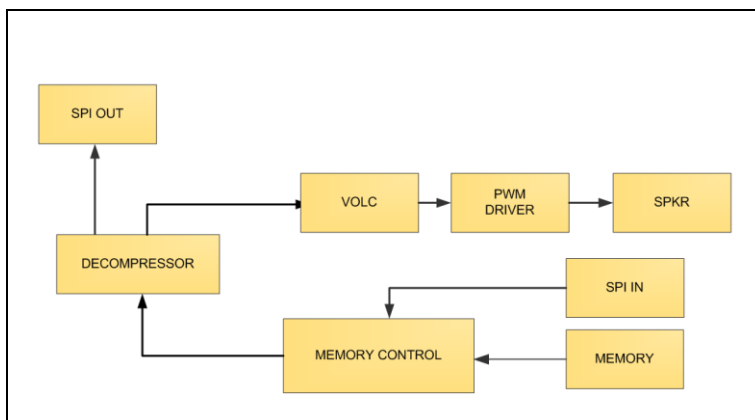 SPI OUT
VOLC
PWM
DRIVER
SPKR
DECOMPRESSOR
SPI IN
MEMORY CONTROL
MEMORY